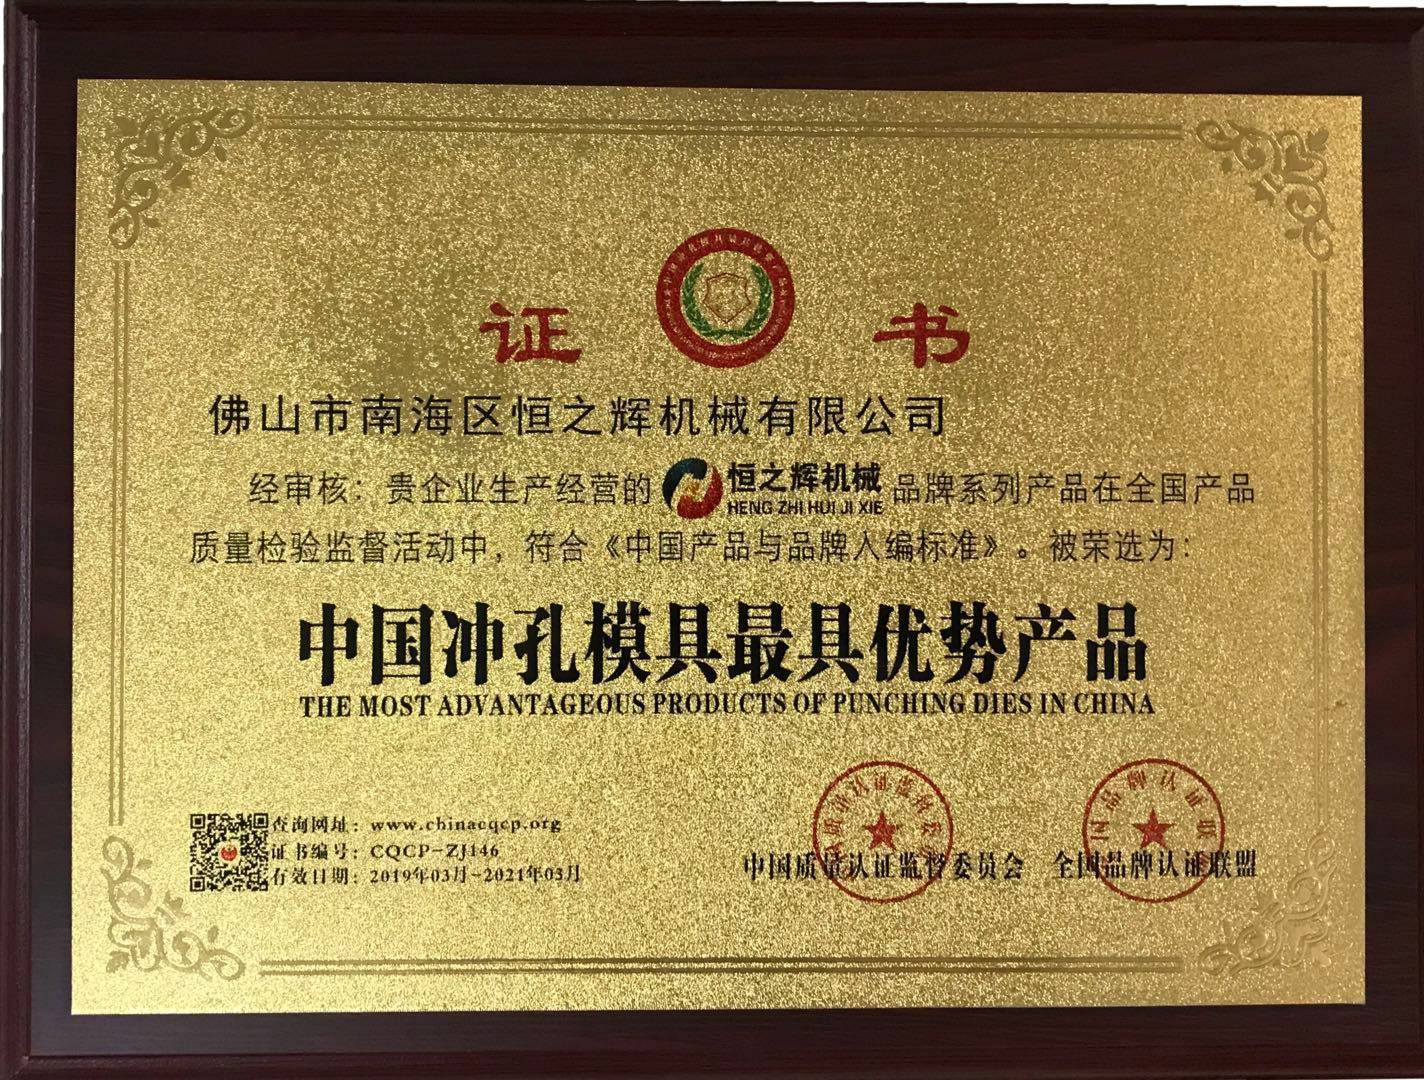 证 书
佛山市南海区恒之辉机械有限公司
经审核：贵企业生产经营的 恒之辉机械 HENG ZHI HUI JI XIE 品牌系列产品在全国产品
质量检验监督活动中，符合《中国产品与品牌入编标准》。被荣选为：
中国冲孔模具最具优势产品
THE MOST ADVANTAGEOUS PRODUCTS OF PUNCHING DIES IN CHINA
查询网址：www.chinacqcp.org
证书编号：CQCP-ZJ146
有效日期：2019年03月-2021年03月
中国质量认证监督委员会 全国品牌认证联盟